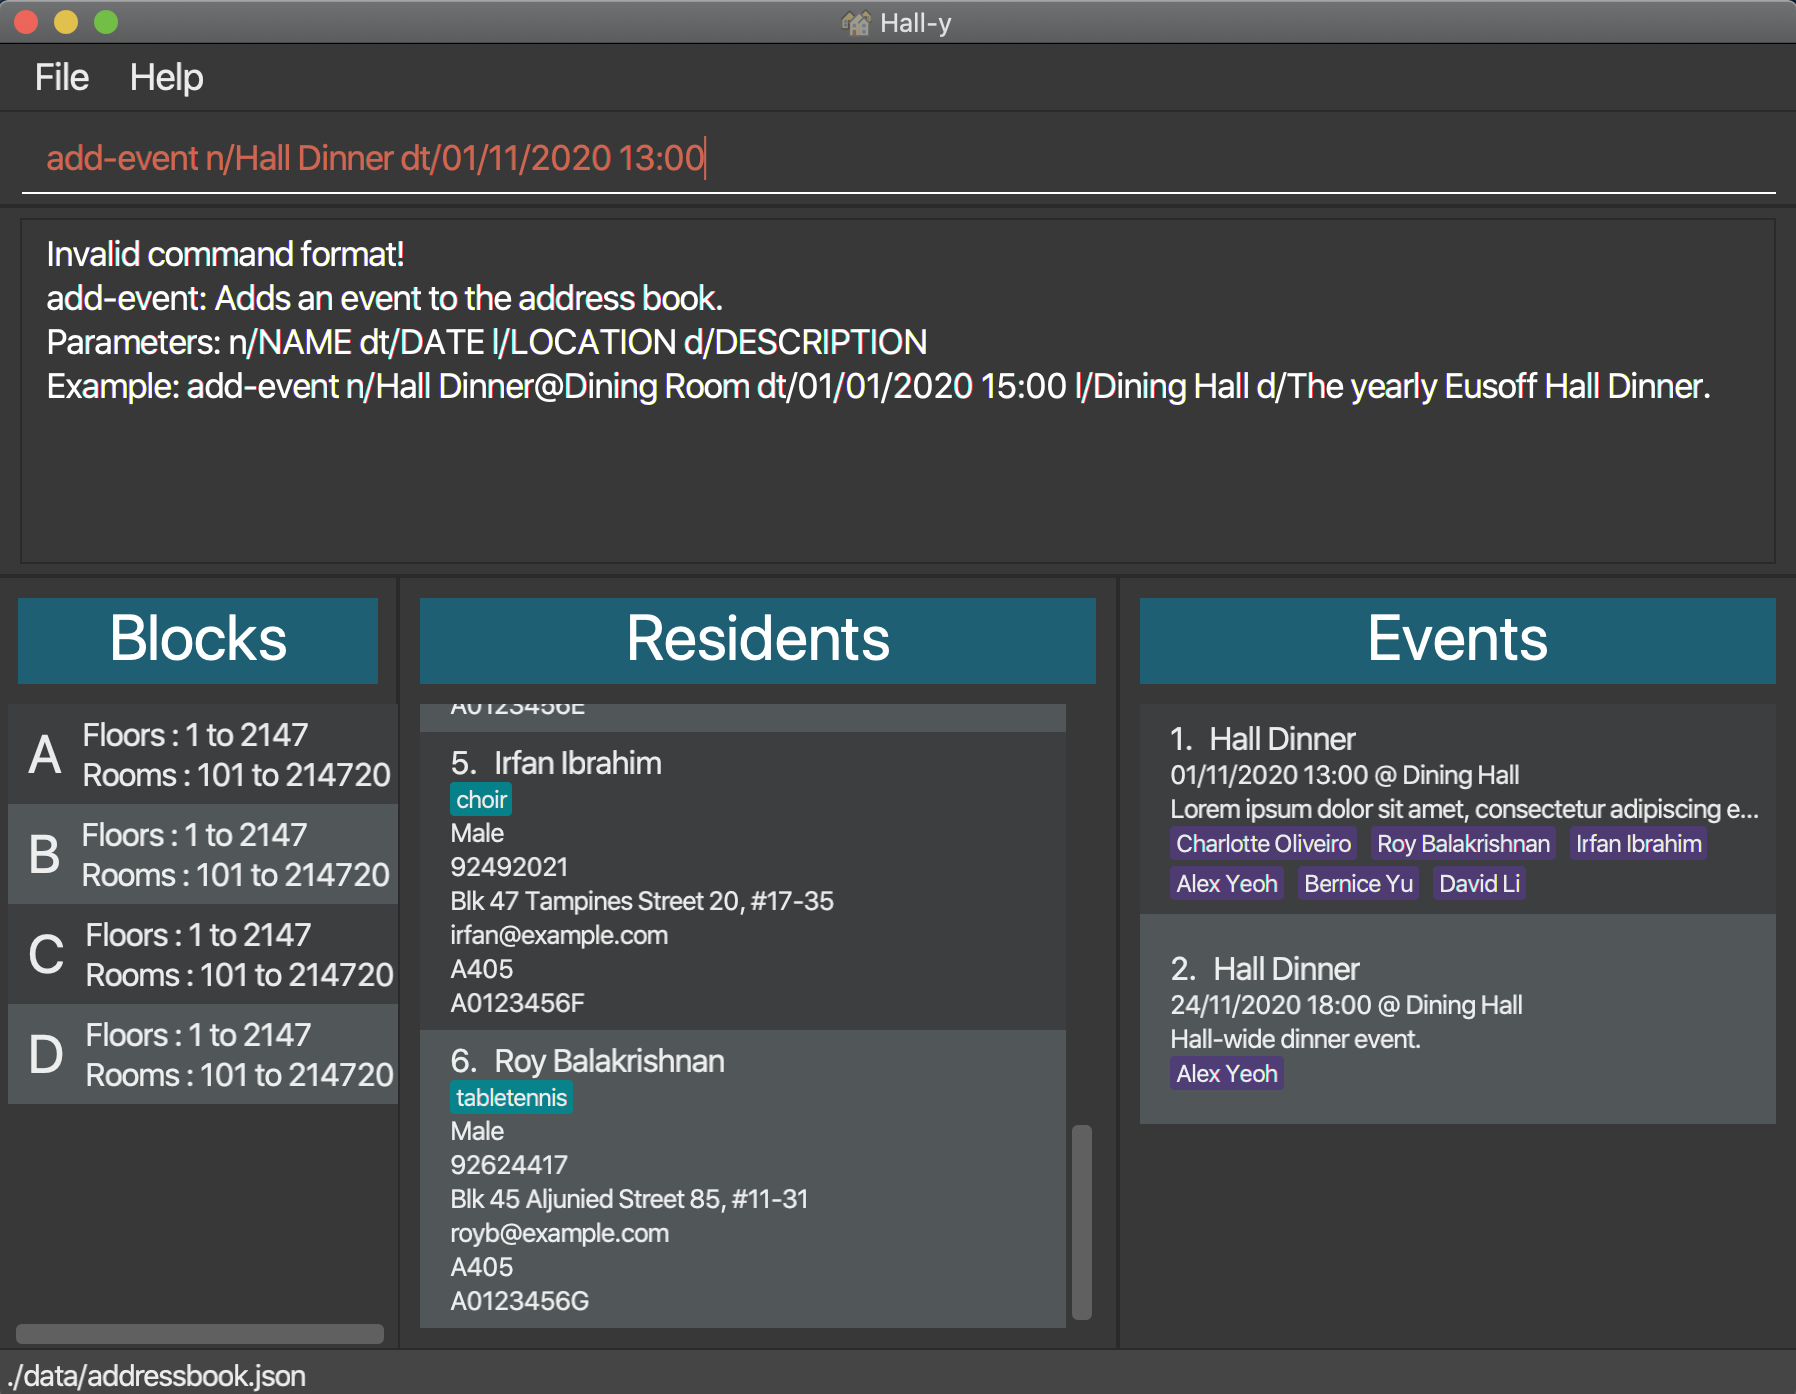 Hall-y
File Help
add-event n/Hall Dinner dt/01/11/2020 13:00
Invalid command format!
add-event: Adds an event to the address book.
Parameters: n/NAME dt/DATE l/LOCATION d/DESCRIPTION
Example: add-event n/Hall Dinner@Dining Room dt/01/01/2020 15:00 l/Dining Hall d/The yearly Eusoff Hall Dinner.
Blocks
A
Floors : 1 to 2147
Rooms : 101 to 214720
B
Floors : 1 to 2147
Rooms : 101 to 214720
C
Floors : 1 to 2147
Rooms : 101 to 214720
D
Floors : 1 to 2147
Rooms : 101 to 214720
Residents
A0123456E
5. Irfan Ibrahim
choir
Male
92492021
Blk 47 Tampines Street 20, #17-35
irfan@example.com
A405
A0123456F
6. Roy Balakrishnan
tabletennis
Male
92624417
Blk 45 Aljunied Street 85, #11-31
royb@example.com
A405
A0123456G
Events
1. Hall Dinner
01/11/2020 13:00 @ Dining Hall
Lorem ipsum dolor sit amet, consectetur adipiscing e...
Charlotte Oliveiro Roy Balakrishnan Irfan Ibrahim
Alex Yeoh Bernice Yu David Li
2. Hall Dinner
24/11/2020 18:00 @ Dining Hall
Hall-wide dinner event.
Alex Yeoh
./data/addressbook.json